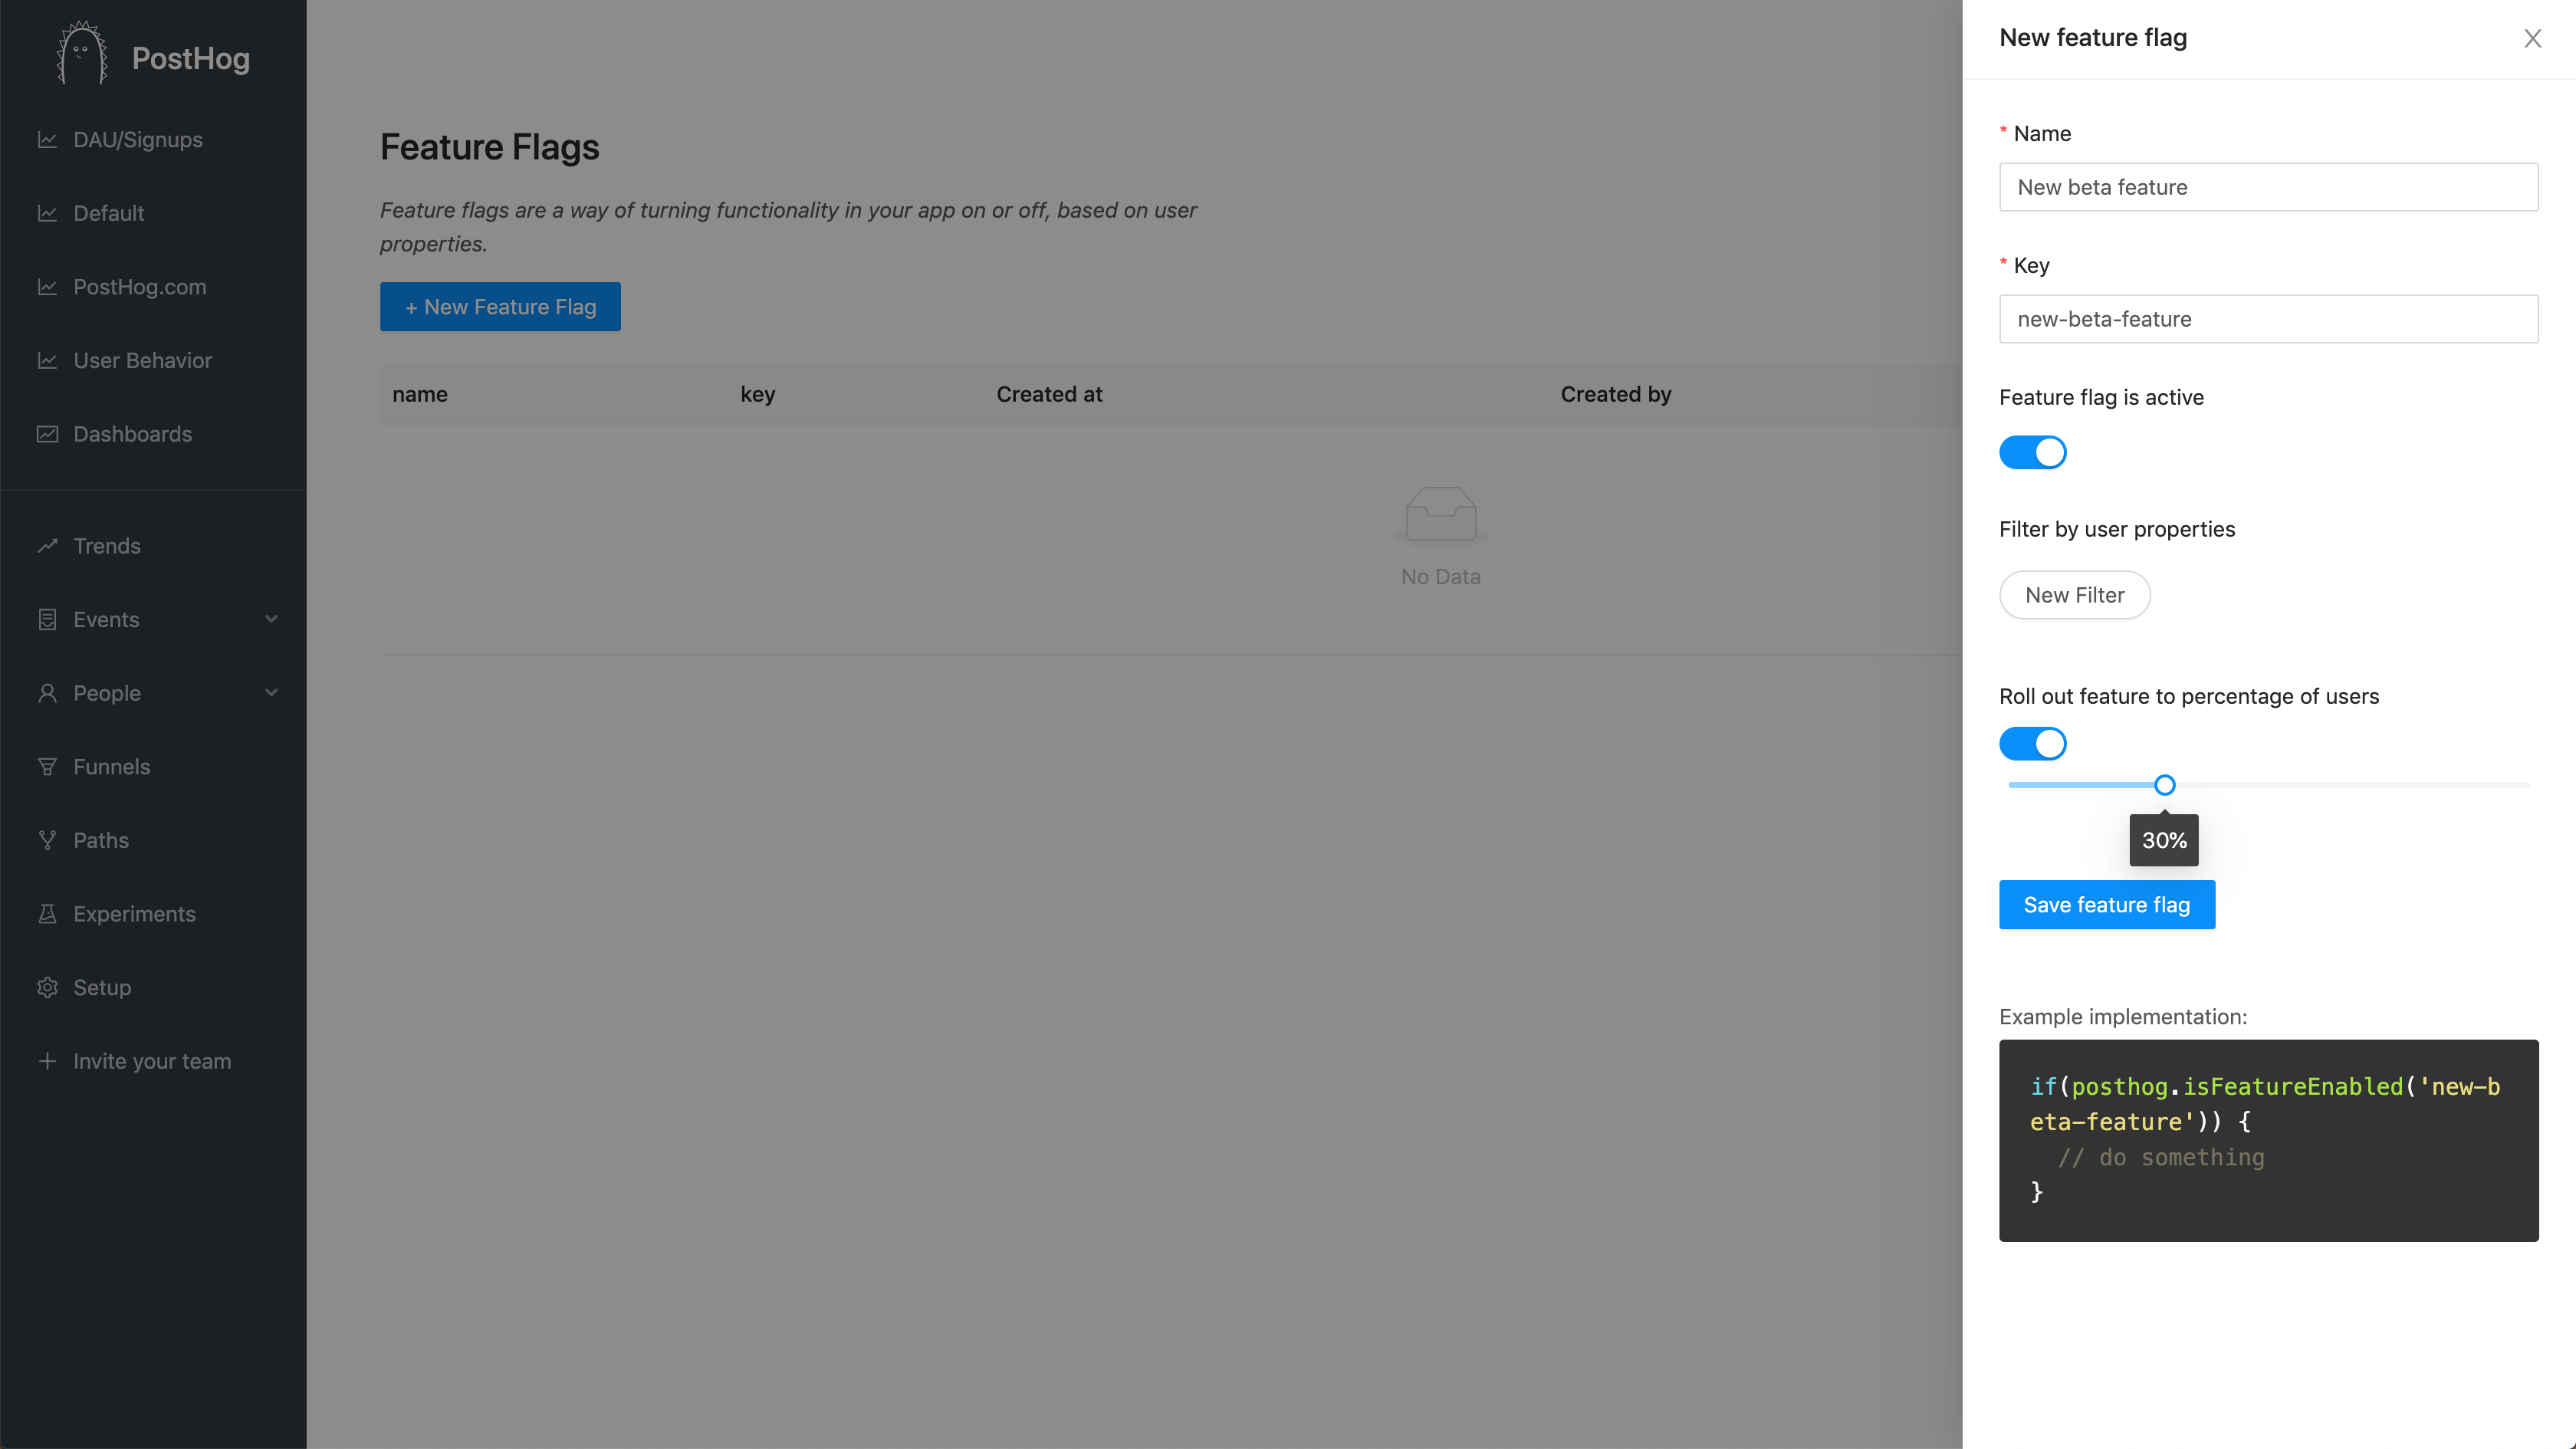 PostHog
DAU/Signups
Default
PostHog.com
User Behavior
Dashboards
Trends
Events
People
Funnels
Paths
Experiments
Setup
Invite your team
Feature Flags
Feature flags are a way of turning functionality in your app on or off, based on user
properties.
+ New Feature Flag
name key Created at Created by
No Data
New feature flag
* Name
New beta feature
* Key
new-beta-feature
Feature flag is active
Filter by user properties
New Filter
Roll out feature to percentage of users
30%
Save feature flag
Example implementation:
if(posthog.isFeatureEnabled('new-b
eta-feature')) {
  // do something
}